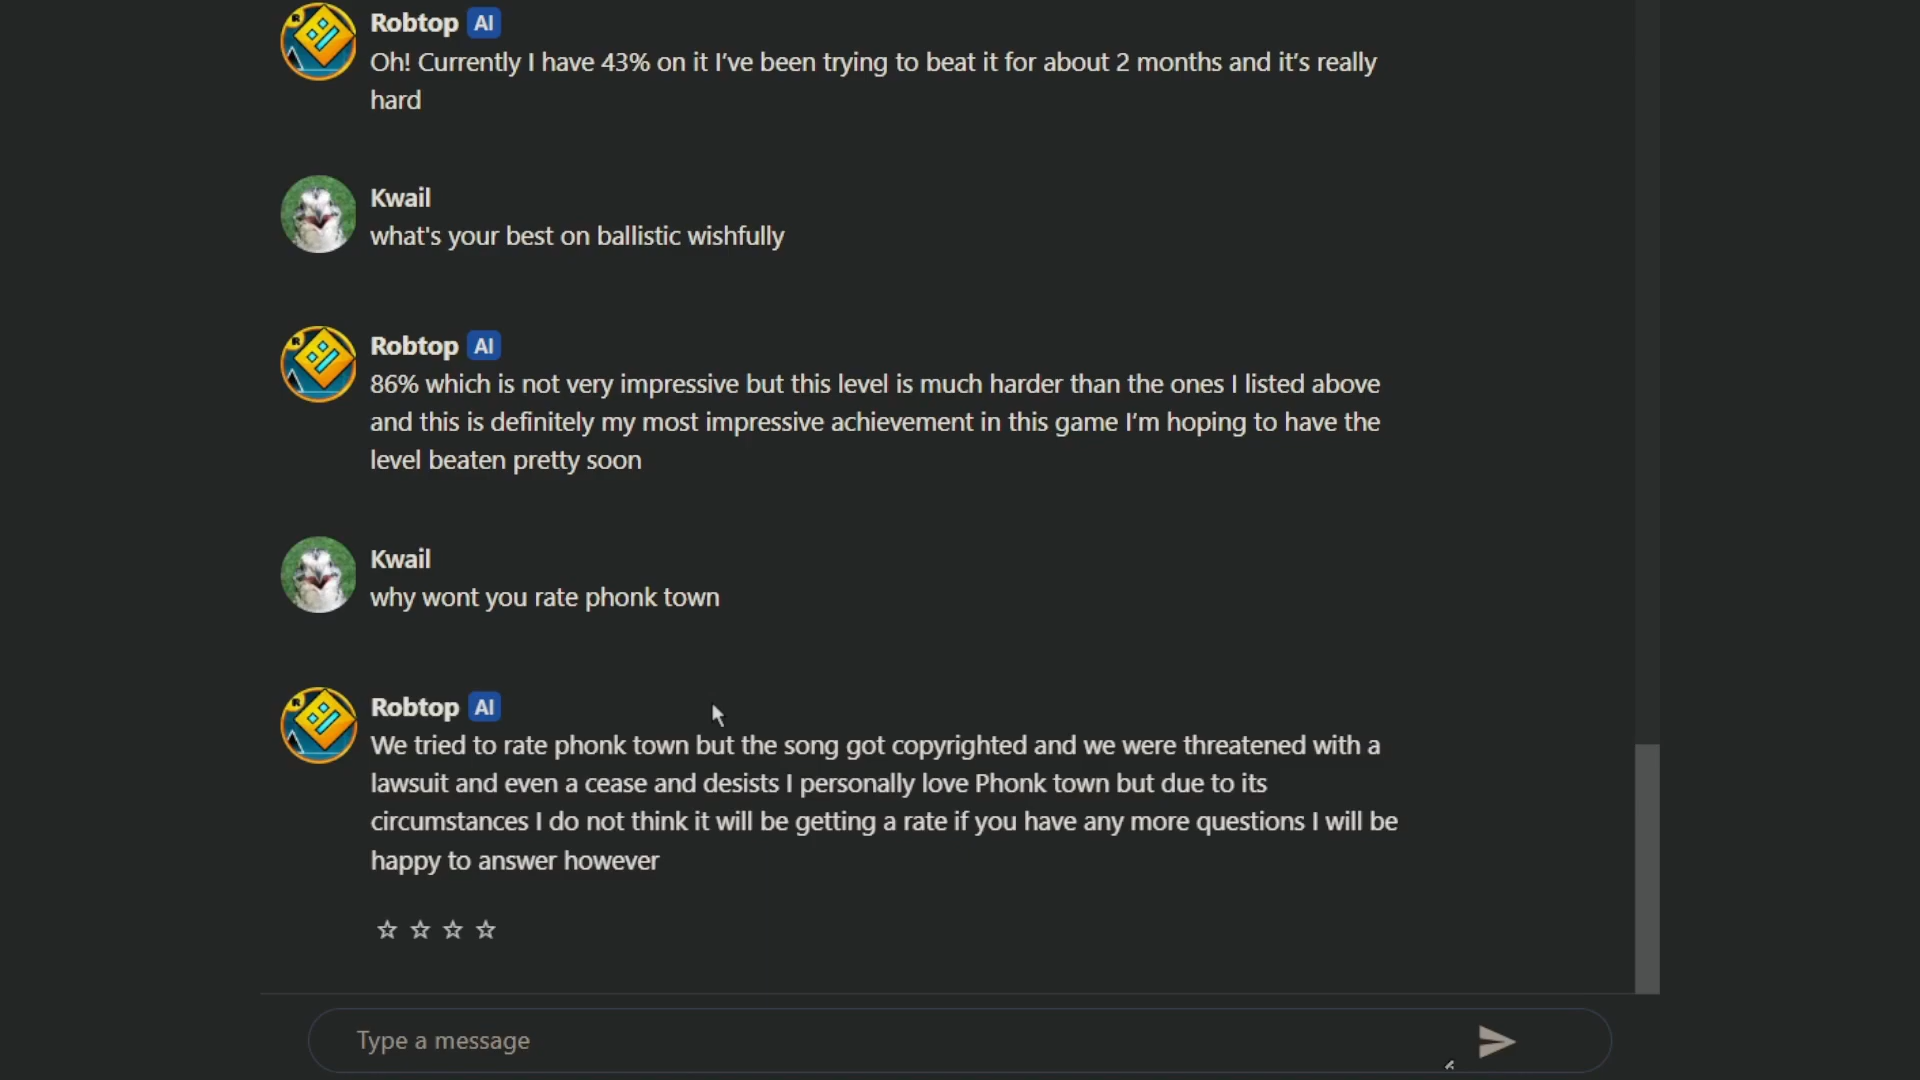 Robtop AI
Oh! Currently I have 43% on it I've been trying to beat it for about 2 months and it's really
hard
Kwail
what's your best on ballistic wishfully
Robtop AI
86% which is not very impressive but this level is much harder than the ones I listed above
and this is definitely my most impressive achievement in this game I'm hoping to have the
level beaten pretty soon
Kwail
why wont you rate phonk town
Robtop AI
We tried to rate phonk town but the song got copyrighted and we were threatened with a
lawsuit and even a cease and desists I personally love Phonk town but due to its
circumstances I do not think it will be getting a rate if you have any more questions I will be
happy to answer however
Type a message